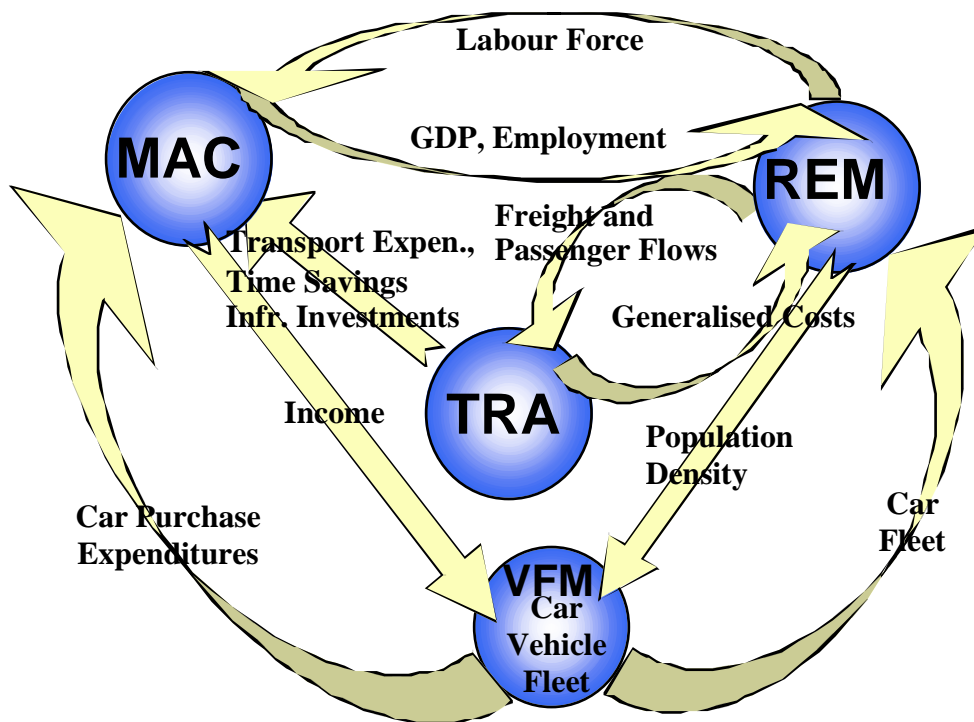 Labour Force
GDP, Employment
MAC
REM
Freight and
Passenger Flows
Transport Expen.,
Time Savings
Infr. Investments
Generalised Costs
TRA
Income
Population
Density
Car Purchase
Expenditures
Car
Fleet
VFM
Car
Vehicle
Fleet